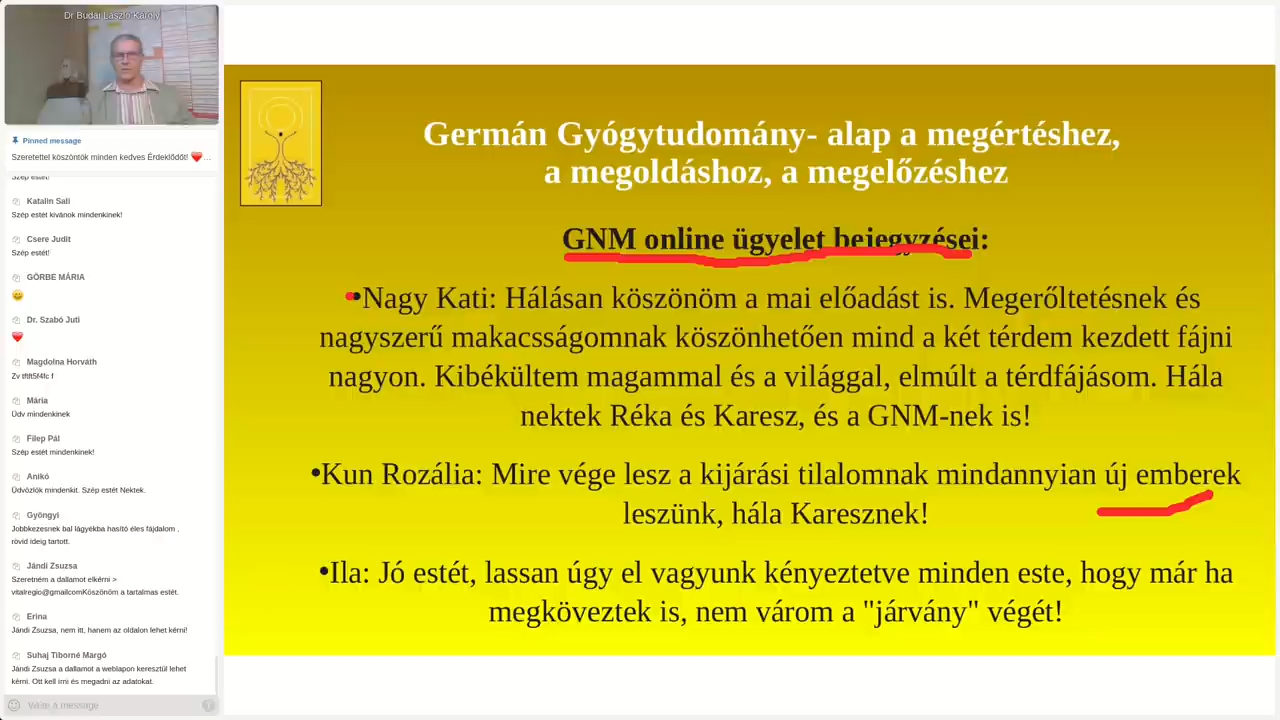 Dr Budai László Károly
Pinned message
Szeretettel köszöntök minden kedves Érdeklődőt! ❤️...
Szép estét!
Katalin Sali
Szép estét kívánok mindenkinek!
Csere Judit
Szép estét!
GÖRBE MÁRIA
😀
Dr. Szabó Juti
❤️
Magdolna Horváth
Zv tftft5f4fc f
Mária
Üdv mindenkinek
Filep Pál
Szép estét mindenkinek!
Anikó
Üdvözlök mindenkit. Szép estét Nektek.
Gyöngyi
Jobbkezesnek bal lágyékba hasító éles fájdalom .
rövid ideig tartott.
Jándi Zsuzsa
Szeretném a dallamot elkérni >
vitalregio@gmailcomKöszönöm a tartalmas estét.
Erina
Jándi Zsuzsa, nem itt, hanem az oldalon lehet kérni!
Suhaj Tiborné Margó
Jándi Zsuzsa a dallamot a weblapon keresztül lehet
kérni. Ott kell írni és megadni az adatokat.
Write a message
Germán Gyógytudomány- alap a megértéshez,
a megoldáshoz, a megelőzéshez
GNM online ügyelet bejegyzései:
•Nagy Kati: Hálásan köszönöm a mai előadást is. Megerőltetésnek és
nagyszerű makacsságomnak köszönhetően mind a két térdem kezdett fájni
nagyon. Kibékültem magammal és a világgal, elmúlt a térdfájásom. Hála
nektek Réka és Karesz, és a GNM-nek is!
•Kun Rozália: Mire vége lesz a kijárási tilalomnak mindannyian új emberek
leszünk, hála Karesznek!
•Ila: Jó estét, lassan úgy el vagyunk kényeztetve minden este, hogy már ha
megköveztek is, nem várom a "járvány" végét!